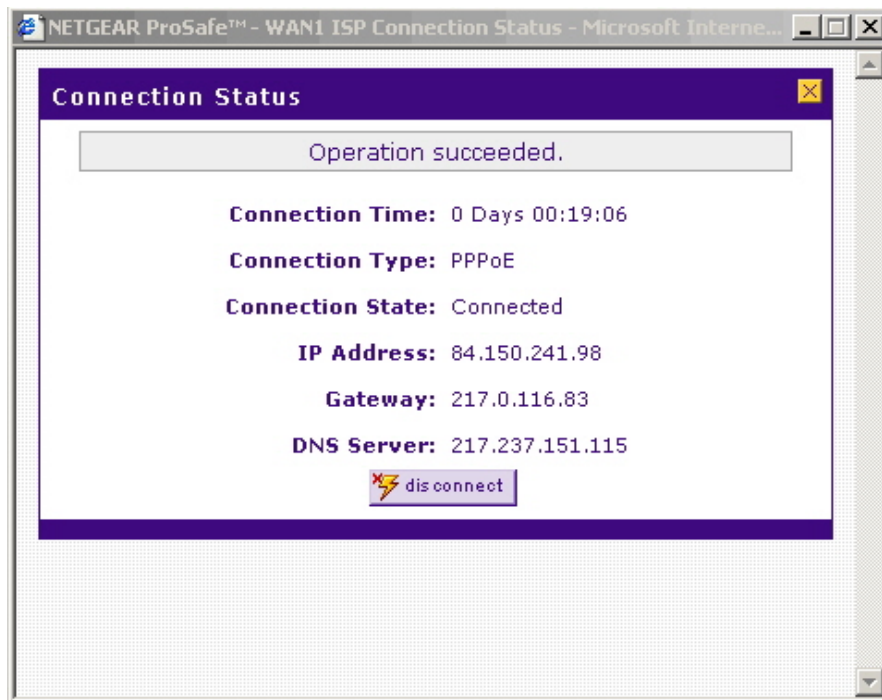 NETGEAR ProSafe™ - WAN1 ISP Connection Status - Microsoft Interne...
Connection Status
Operation succeeded.
Connection Time: 0 Days 00:19:06
Connection Type: PPPoE
Connection State: Connected
IP Address: 84.150.241.98
Gateway: 217.0.116.83
DNS Server: 217.237.151.115
disconnect